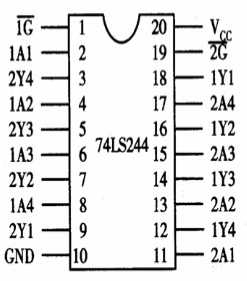 1G 1 20 VCC
1A1 2 19 2G
2Y4 3 18 1Y1
1A2 4 17 2A4
2Y3 5 16 1Y2
1A3 6 74LS244 15 2A3
2Y2 7 14 1Y3
1A4 8 13 2A2
2Y1 9 12 1Y4
GND 10 11 2A1